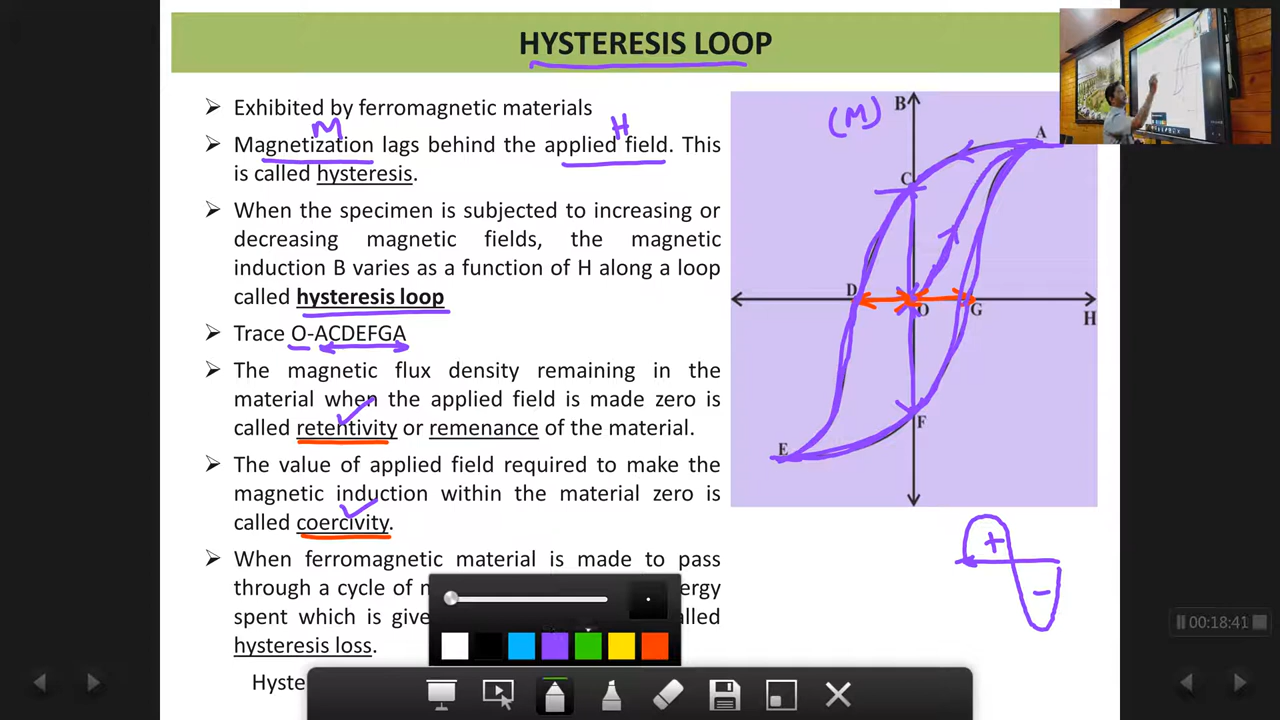 HYSTERESIS LOOP
➢ Exhibited by ferromagnetic materials
M
H
➢ Magnetization lags behind the applied field. This
is called hysteresis.
➢ When the specimen is subjected to increasing or
decreasing magnetic fields, the magnetic
induction B varies as a function of H along a loop
called hysteresis loop
➢ Trace O-ACDEFGA
➢ The magnetic flux density remaining in the
material when the applied field is made zero is
called retentivity or remenance of the material.
➢ The value of applied field required to make the
magnetic induction within the material zero is
called coercivity.
➢ When ferromagnetic material is made to pass
through a cycle of
spent which is
hysteresis loss.
(M)
B
A
C
D
O
G
H
F
E
+
-
00:18:41